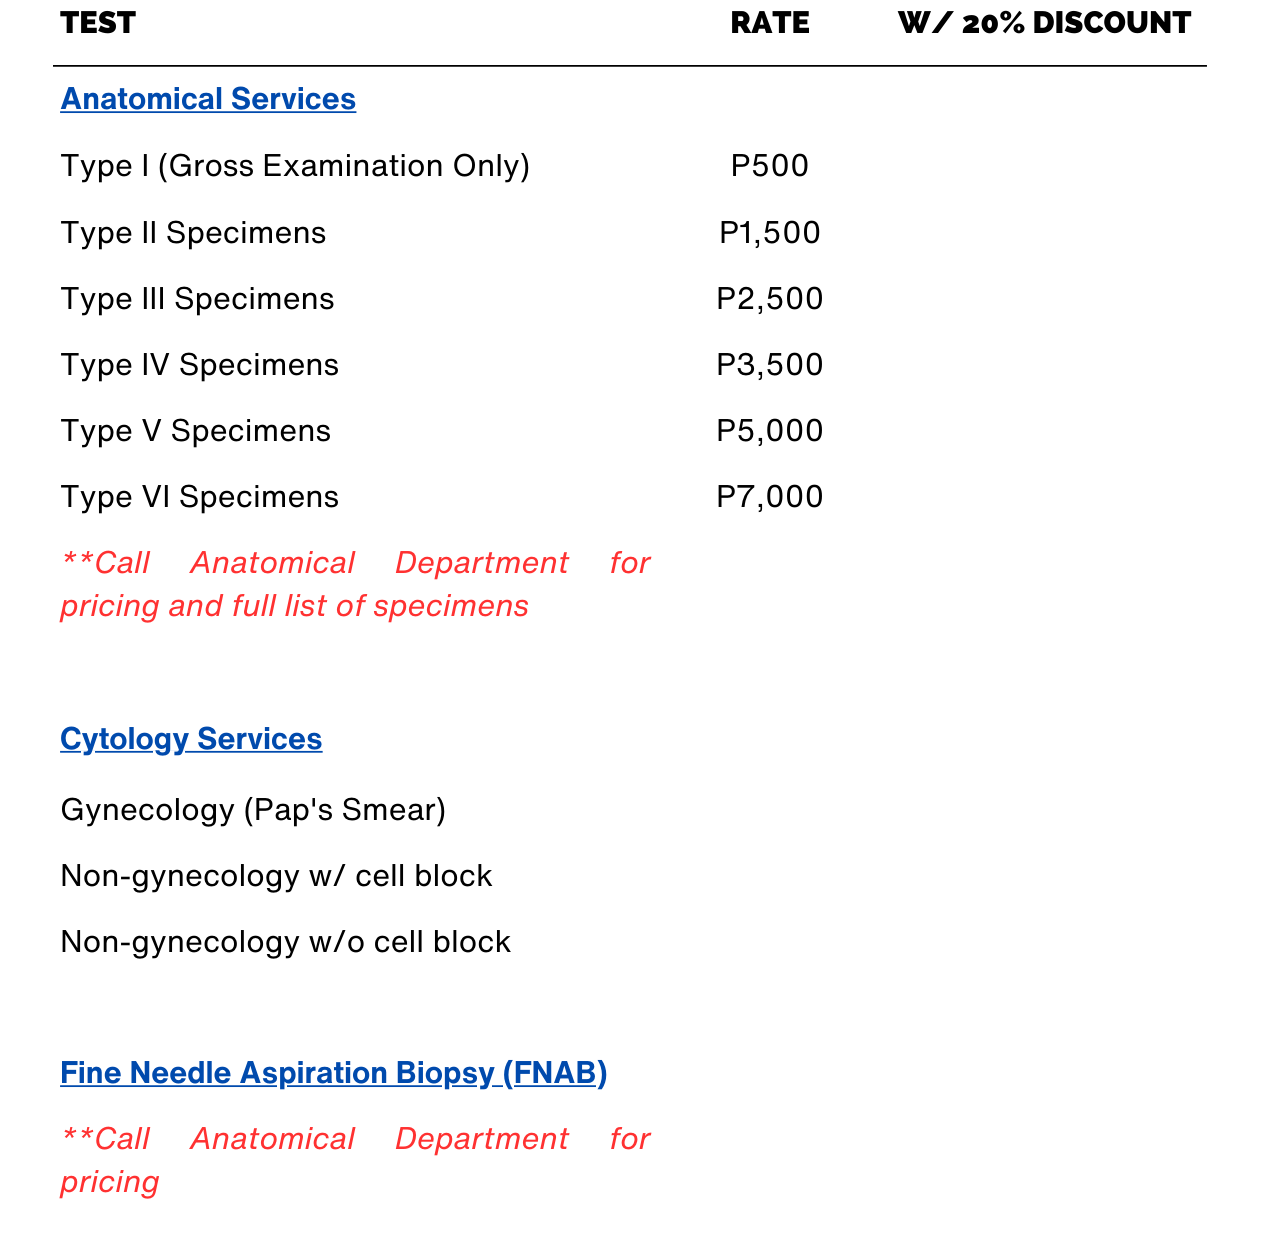 TEST RATE W/ 20% DISCOUNT
Anatomical Services
Type I (Gross Examination Only) P500
Type II Specimens P1,500
Type III Specimens P2,500
Type IV Specimens P3,500
Type V Specimens P5,000
Type VI Specimens P7,000
**Call Anatomical Department for
pricing and full list of specimens
Cytology Services
Gynecology (Pap's Smear)
Non-gynecology w/ cell block
Non-gynecology w/o cell block
Fine Needle Aspiration Biopsy (FNAB)
**Call Anatomical Department for
pricing